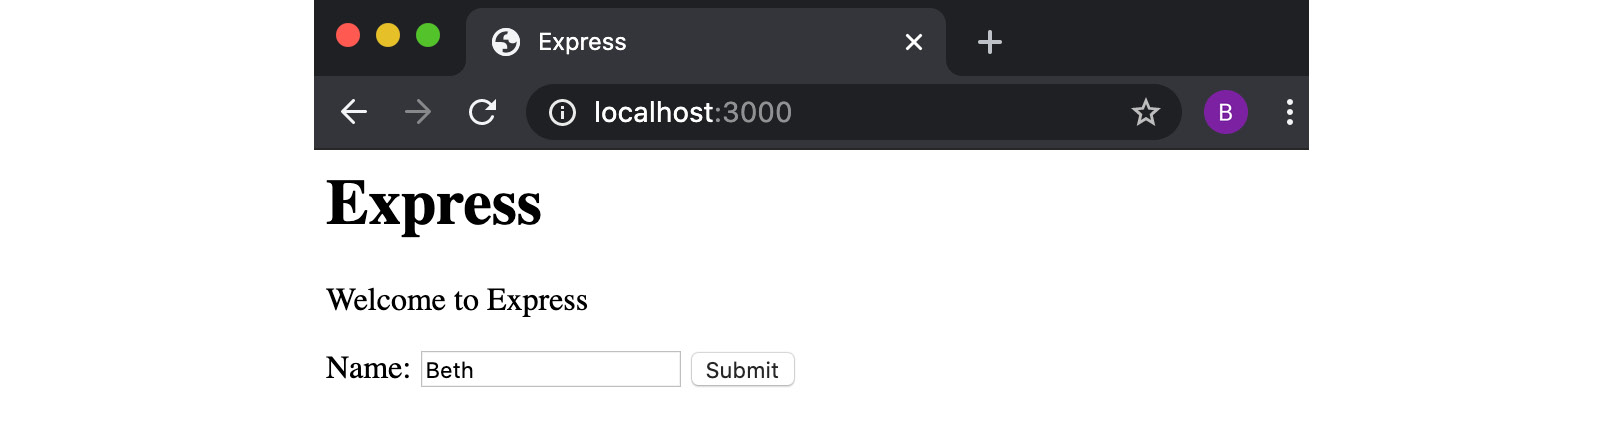 Express
localhost:3000
B
Express
Welcome to Express
Name: Beth Submit